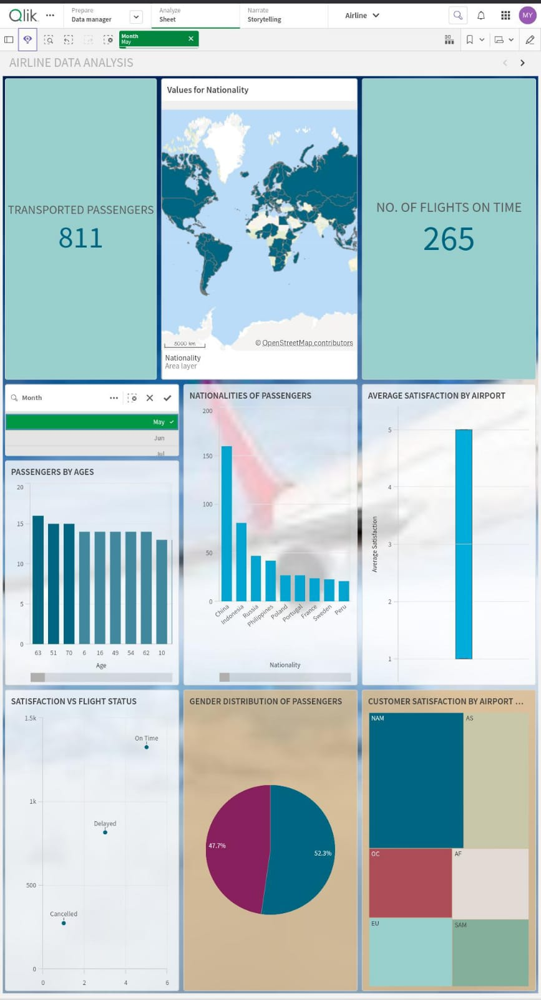 Qlik
Prepare
Data manager
Analyze
Sheet
Narrate
Storytelling
Airline
MY
Month
May
AIRLINE DATA ANALYSIS
TRANSPORTED PASSENGERS
811
Values for Nationality
5000 km
© OpenStreetMap contributors
Nationality
Area layer
NO. OF FLIGHTS ON TIME
265
Month
May
Jun
Jul
PASSENGERS BY AGES
20
15
10
5
0
63 51 70 6 16 49 54 62 10
Age
NATIONALITIES OF PASSENGERS
200
150
100
50
0
China Indonesia Russia Philippines Poland Portugal France Sweden Peru
Nationality
AVERAGE SATISFACTION BY AIRPORT
Average Satisfaction
5
4
3
2
1
SATISFACTION VS FLIGHT STATUS
1.5k
On Time
1k
Delayed
500
Cancelled
0
0 2 4 6
GENDER DISTRIBUTION OF PASSENGERS
47.7%
52.3%
CUSTOMER SATISFACTION BY AIRPORT ...
NAM
AS
OC
AF
EU
SAM